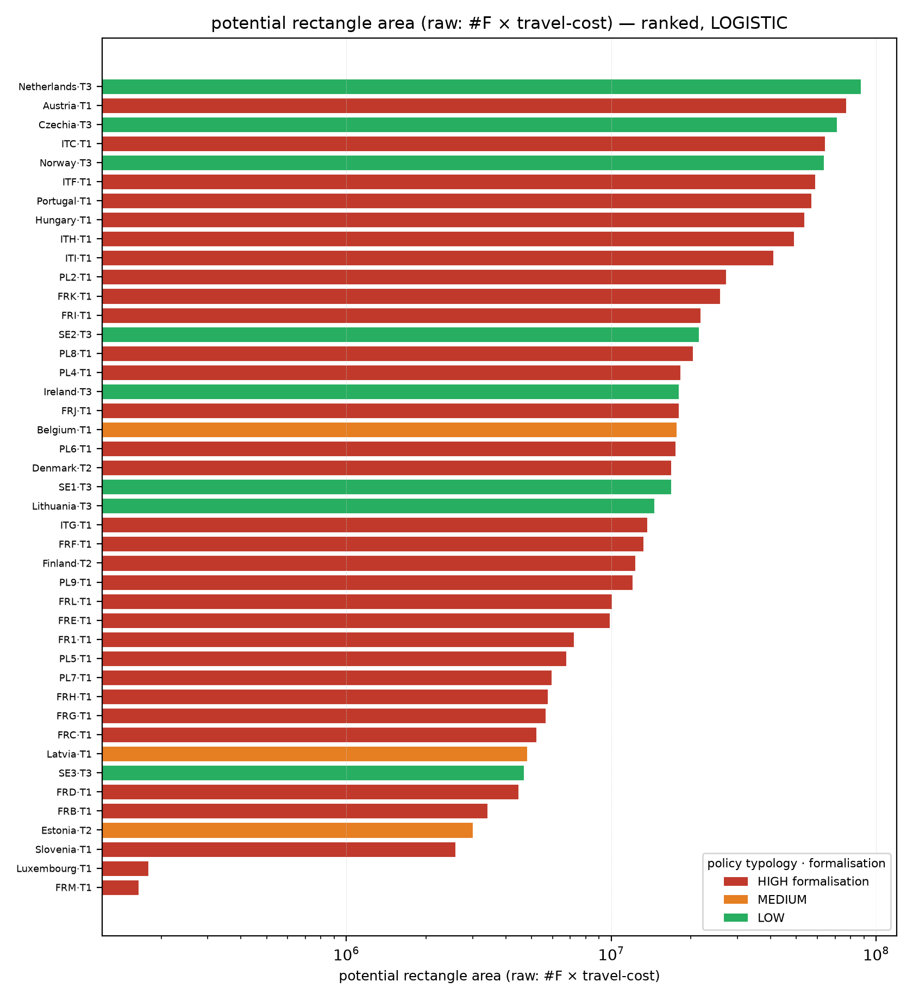 potential rectangle area (raw: #F × travel-cost) — ranked, LOGISTIC
Netherlands·T3
Austria·T1
Czechia·T3
ITC·T1
Norway·T3
ITF·T1
Portugal·T1
Hungary·T1
ITH·T1
ITI·T1
PL2·T1
FRK·T1
FRI·T1
SE2·T3
PL8·T1
PL4·T1
Ireland·T3
FRJ·T1
Belgium·T1
PL6·T1
Denmark·T2
SE1·T3
Lithuania·T3
ITG·T1
FRF·T1
Finland·T2
PL9·T1
FRL·T1
FRE·T1
FR1·T1
PL5·T1
PL7·T1
FRH·T1
FRG·T1
FRC·T1
Latvia·T1
SE3·T3
FRD·T1
FRB·T1
Estonia·T2
Slovenia·T1
Luxembourg·T1
FRM·T1
policy typology · formalisation
HIGH formalisation
MEDIUM
LOW
10⁶ 10⁷ 10⁸
potential rectangle area (raw: #F × travel-cost)